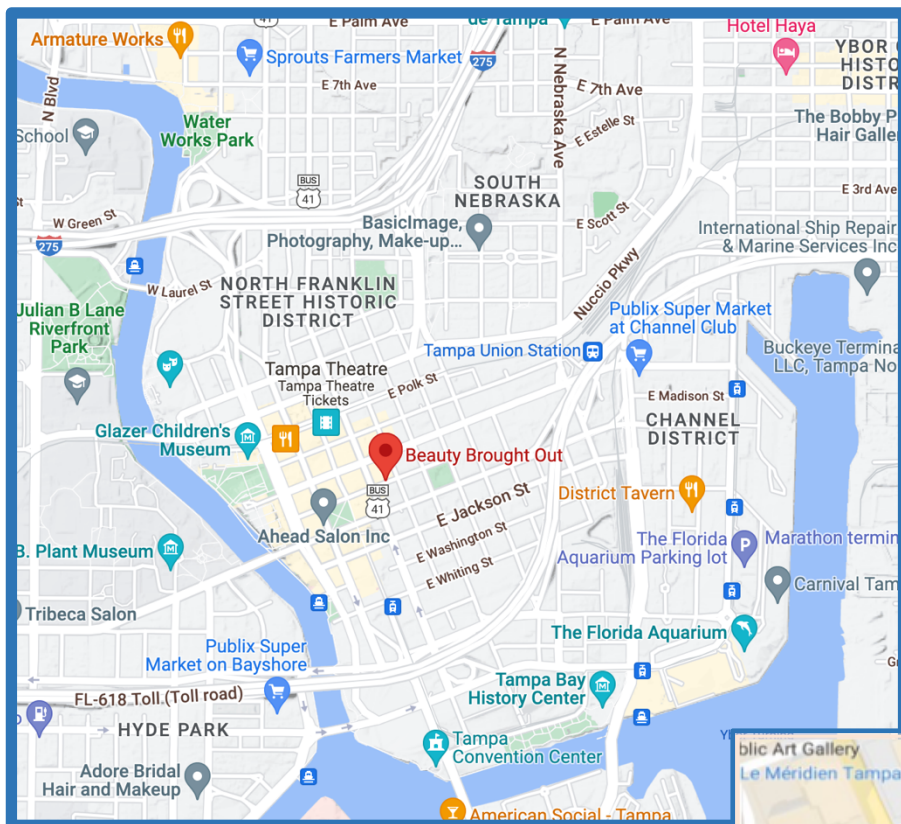 41
E Palm Ave
de Tampa
E Palm Ave
Hotel Haya
Armature Works
Sprouts Farmers Market
275
YBOR
HISTO
DISTR
N Blvd
E 7th Ave
N Nebraska Ave
E 7th Ave
School
Water
Works Park
E Estelle St
The Bobby P
Hair Galle
BUS
41
SOUTH
NEBRASKA
E 3rd Ave
W Green St
275
BasicImage,
Photography, Make-up...
E Scott St
International Ship Repair
& Marine Services Inc
W Laurel St
NORTH FRANKLIN
STREET HISTORIC
DISTRICT
Nuccio Pkwy
Julian B Lane
Riverfront
Park
Publix Super Market
at Channel Club
Tampa Union Station
Buckeye Termina
LLC, Tampa No
Tampa Theatre
Tampa Theatre
Tickets
E Polk St
E Madison St
CHANNEL
DISTRICT
Glazer Children's
Museum
Beauty Brought Out
BUS
41
E Jackson St
District Tavern
Ahead Salon Inc
E Washington St
The Florida
Aquarium Parking lot
P
Marathon termin
B. Plant Museum
E Whiting St
Carnival Tam
Tribeca Salon
The Florida Aquarium
Publix Super
Market on Bayshore
Tampa Bay
History Center
FL-618 Toll (Toll road)
HYDE PARK
Tampa
Convention Center
blic Art Gallery
Le Méridien Tampa
Adore Bridal
Hair and Makeup
American Social - Tampa